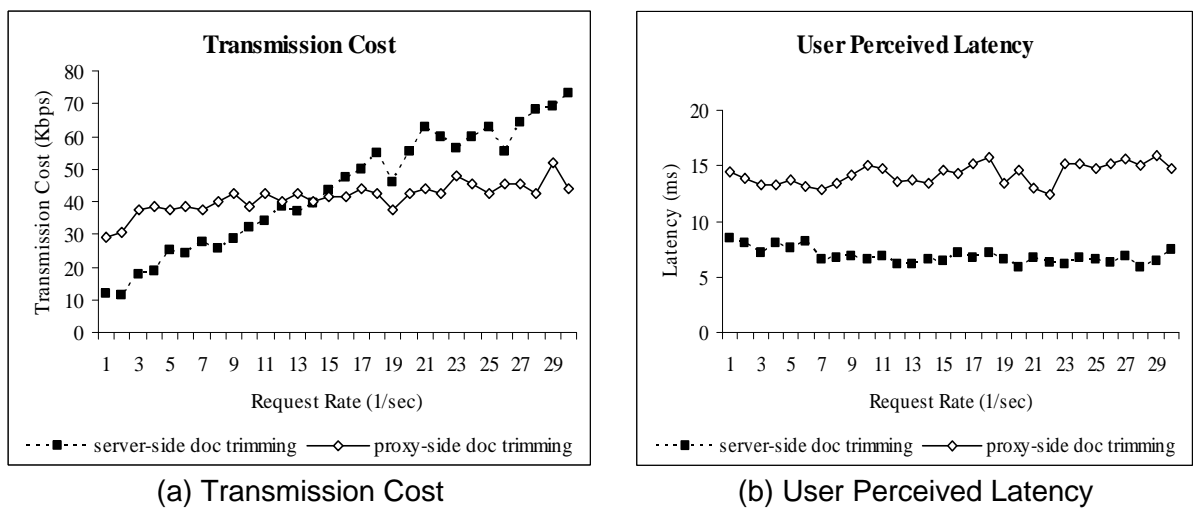 Transmission Cost
Transmission Cost (Kbps)
80
70
60
50
40
30
20
10
0
1 3 5 7 9 11 13 15 17 19 21 23 25 27 29
Request Rate (1/sec)
server-side doc trimming proxy-side doc trimming
(a) Transmission Cost
User Perceived Latency
Latency (ms)
20
15
10
5
0
1 3 5 7 9 11 13 15 17 19 21 23 25 27 29
Request Rate (1/sec)
server-side doc trimming proxy-side doc trimming
(b) User Perceived Latency